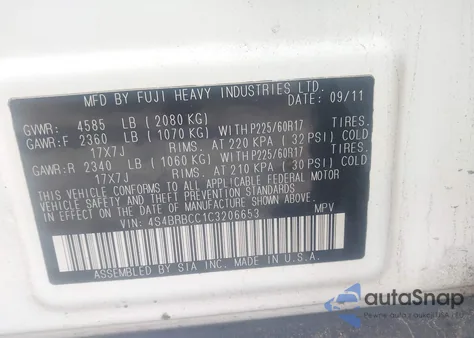 MFD BY FUJI HEAVY INDUSTRIES LTD.
DATE: 09/11
GVWR: 4585 LB (2080 KG)
GAWR:F 2360 LB (1070 KG) WITH P225/60R17 TIRES.
17X7J RIMS. AT 220 KPA (32 PSI) COLD
GAWR:R 2340 LB (1060 KG) WITH P225/60R17 TIRES.
17X7J RIMS. AT 210 KPA (30 PSI) COLD
THIS VEHICLE CONFORMS TO ALL APPLICABLE FEDERAL MOTOR
VEHICLE SAFETY AND THEFT PREVENTION STANDARDS IN
EFFECT ON THE DATE OF MANUFACTURE SHOWN ABOVE.
VIN: 4S4BRBCC1C3206653 MPV
ASSEMBLED BY SIA INC. MADE IN U.S.A.
autoSnap
Pewne auto z aukcji